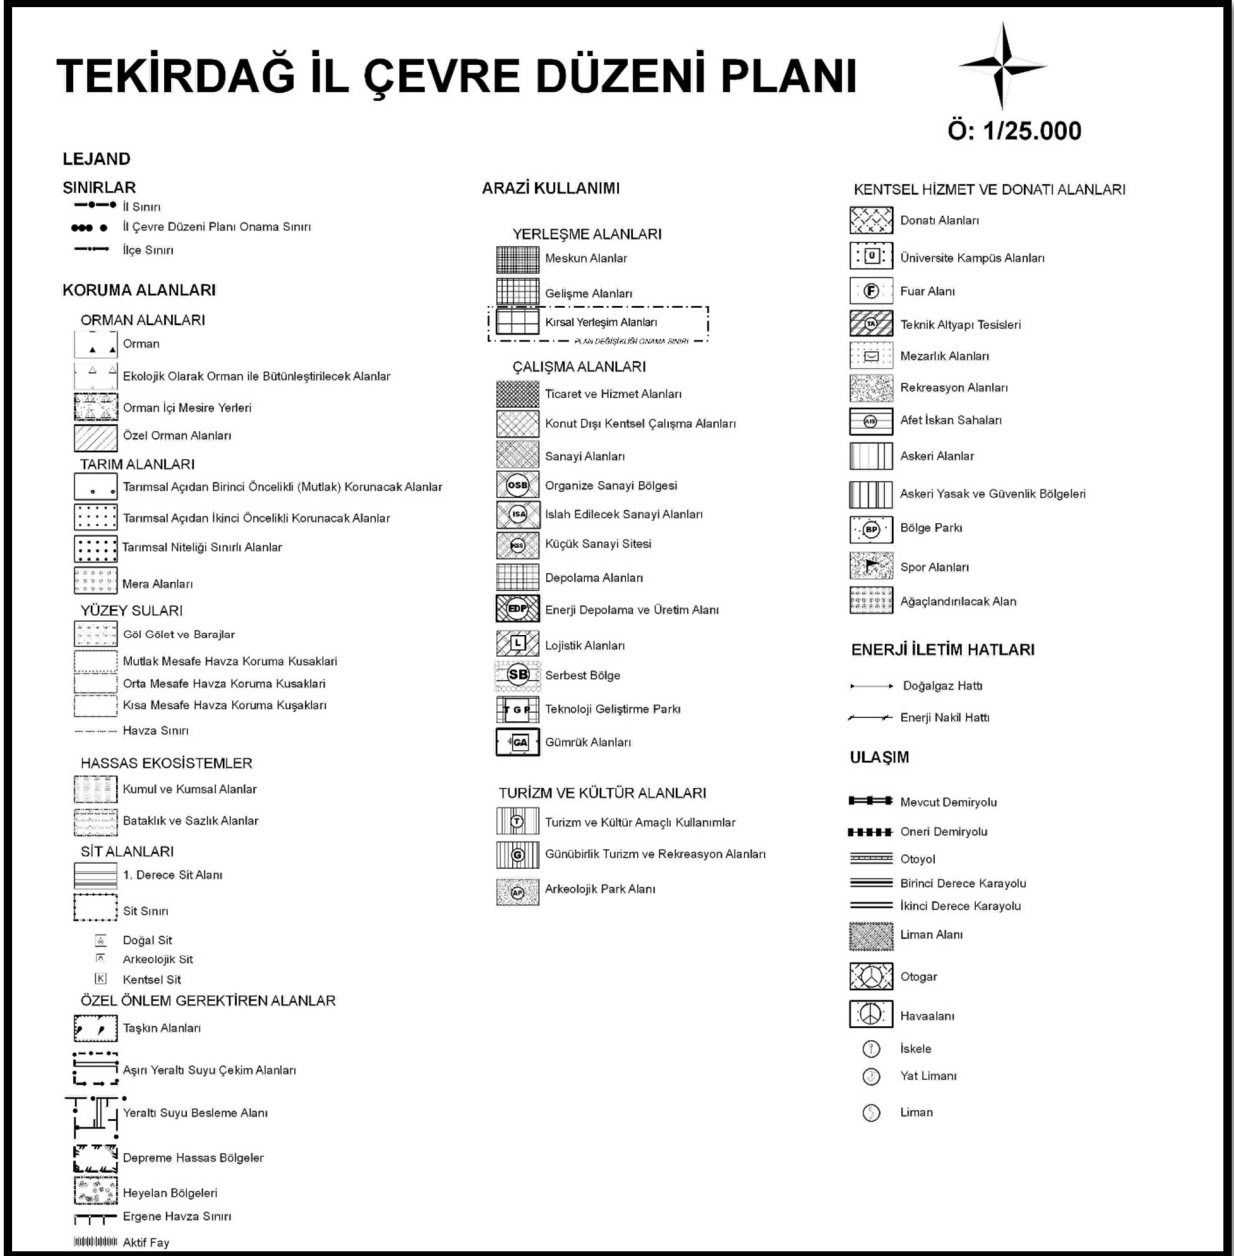 TEKİRDAĞ İL ÇEVRE DÜZENİ PLANI
Ö: 1/25.000
LEJAND
SINIRLAR
İl Sınırı
İl Çevre Düzeni Planı Onama Sınırı
İlçe Sınırı
KORUMA ALANLARI
ORMAN ALANLARI
Orman
Ekolojik Olarak Orman ile Bütünleştirilecek Alanlar
Orman İçi Mesire Yerleri
Özel Orman Alanları
TARIM ALANLARI
Tarımsal Açıdan Birinci Öncelikli (Mutlak) Korunacak Alanlar
Tarımsal Açıdan İkinci Öncelikli Korunacak Alanlar
Tarımsal Niteliği Sınırlı Alanlar
Mera Alanları
YÜZEY SULARI
Göl Gölet ve Barajlar
Mutlak Mesafe Havza Koruma Kusaklari
Orta Mesafe Havza Koruma Kusaklari
Kısa Mesafe Havza Koruma Kuşakları
Havza Sınırı
HASSAS EKOSİSTEMLER
Kumul ve Kumsal Alanlar
Bataklık ve Sazlık Alanlar
SİT ALANLARI
1. Derece Sit Alanı
Sit Sınırı
Doğal Sit
Arkeolojik Sit
K Kentsel Sit
ÖZEL ÖNLEM GEREKTİREN ALANLAR
Taşkın Alanları
Aşırı Yeraltı Suyu Çekim Alanları
Yeraltı Suyu Besleme Alanı
Depreme Hassas Bölgeler
Heyelan Bölgeleri
Ergene Havza Sınırı
Aktif Fay
ARAZİ KULLANIMI
YERLEŞME ALANLARI
Meskun Alanlar
Gelişme Alanları
Kırsal Yerleşim Alanları
PLAN DEĞİŞİKLİĞİ ONAMA SINIRI
ÇALIŞMA ALANLARI
Ticaret ve Hizmet Alanları
Konut Dışı Kentsel Çalışma Alanları
Sanayi Alanları
OSB Organize Sanayi Bölgesi
ISA Islah Edilecek Sanayi Alanları
KSS Küçük Sanayi Sitesi
Depolama Alanları
EDP Enerji Depolama ve Üretim Alanı
L Lojistik Alanları
SB Serbest Bölge
T G P Teknoloji Geliştirme Parkı
GA Gümrük Alanları
TURİZM VE KÜLTÜR ALANLARI
T Turizm ve Kültür Amaçlı Kullanımlar
G Günübirlik Turizm ve Rekreasyon Alanları
AP Arkeolojik Park Alanı
KENTSEL HİZMET VE DONATI ALANLARI
Donatı Alanları
Ü Üniversite Kampüs Alanları
F Fuar Alanı
TA Teknik Altyapı Tesisleri
Mezarlık Alanları
Rekreasyon Alanları
Afet İskan Sahaları
Askeri Alanlar
Askeri Yasak ve Güvenlik Bölgeleri
BP Bölge Parkı
Spor Alanları
Ağaçlandırılacak Alan
ENERJİ İLETİM HATLARI
Doğalgaz Hattı
Enerji Nakil Hattı
ULAŞIM
Mevcut Demiryolu
Oneri Demiryolu
Otoyol
Birinci Derece Karayolu
İkinci Derece Karayolu
Liman Alanı
Otogar
Havaalanı
İskele
Yat Limanı
Liman